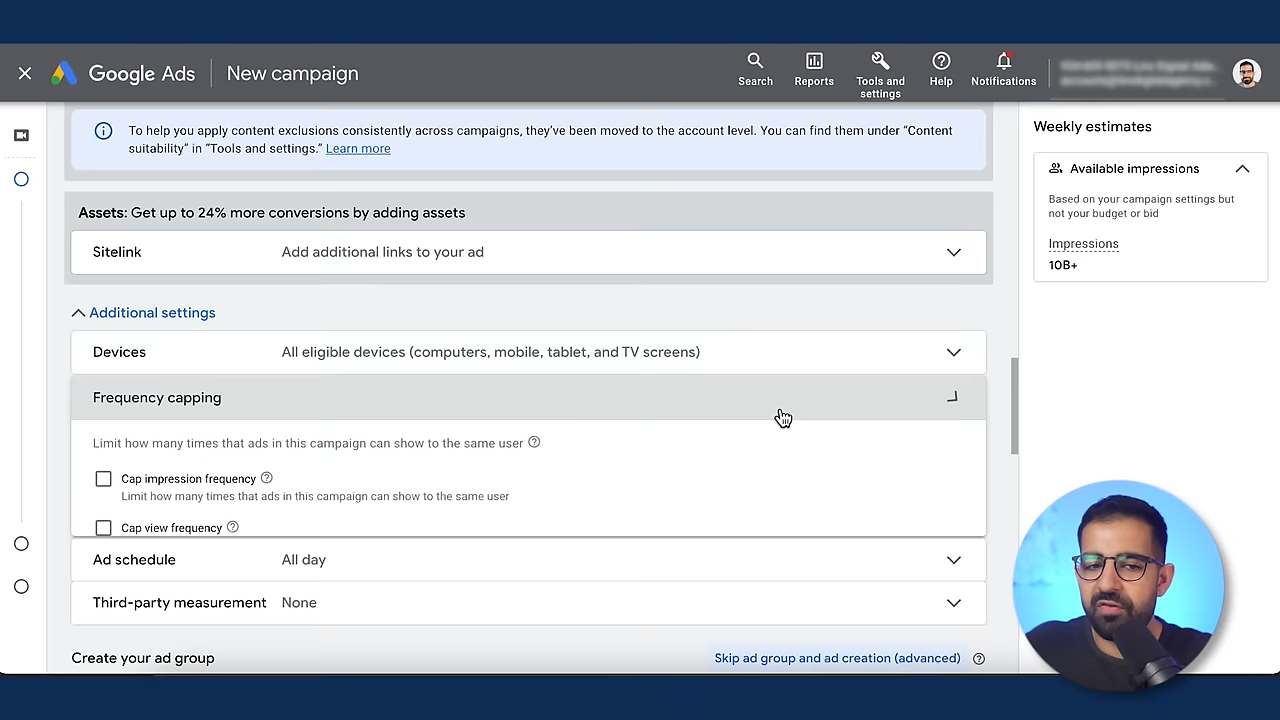 Google Ads
New campaign
Search
Reports
Tools and
settings
Help
Notifications
To help you apply content exclusions consistently across campaigns, they've been moved to the account level. You can find them under "Content
suitability" in "Tools and settings." Learn more
Assets: Get up to 24% more conversions by adding assets
Sitelink
Add additional links to your ad
Additional settings
Devices
All eligible devices (computers, mobile, tablet, and TV screens)
Frequency capping
Limit how many times that ads in this campaign can show to the same user
Cap impression frequency
Limit how many times that ads in this campaign can show to the same user
Cap view frequency
Ad schedule
All day
Third-party measurement
None
Create your ad group
Skip ad group and ad creation (advanced)
Weekly estimates
Available impressions
Based on your campaign settings but
not your budget or bid
Impressions
10B+